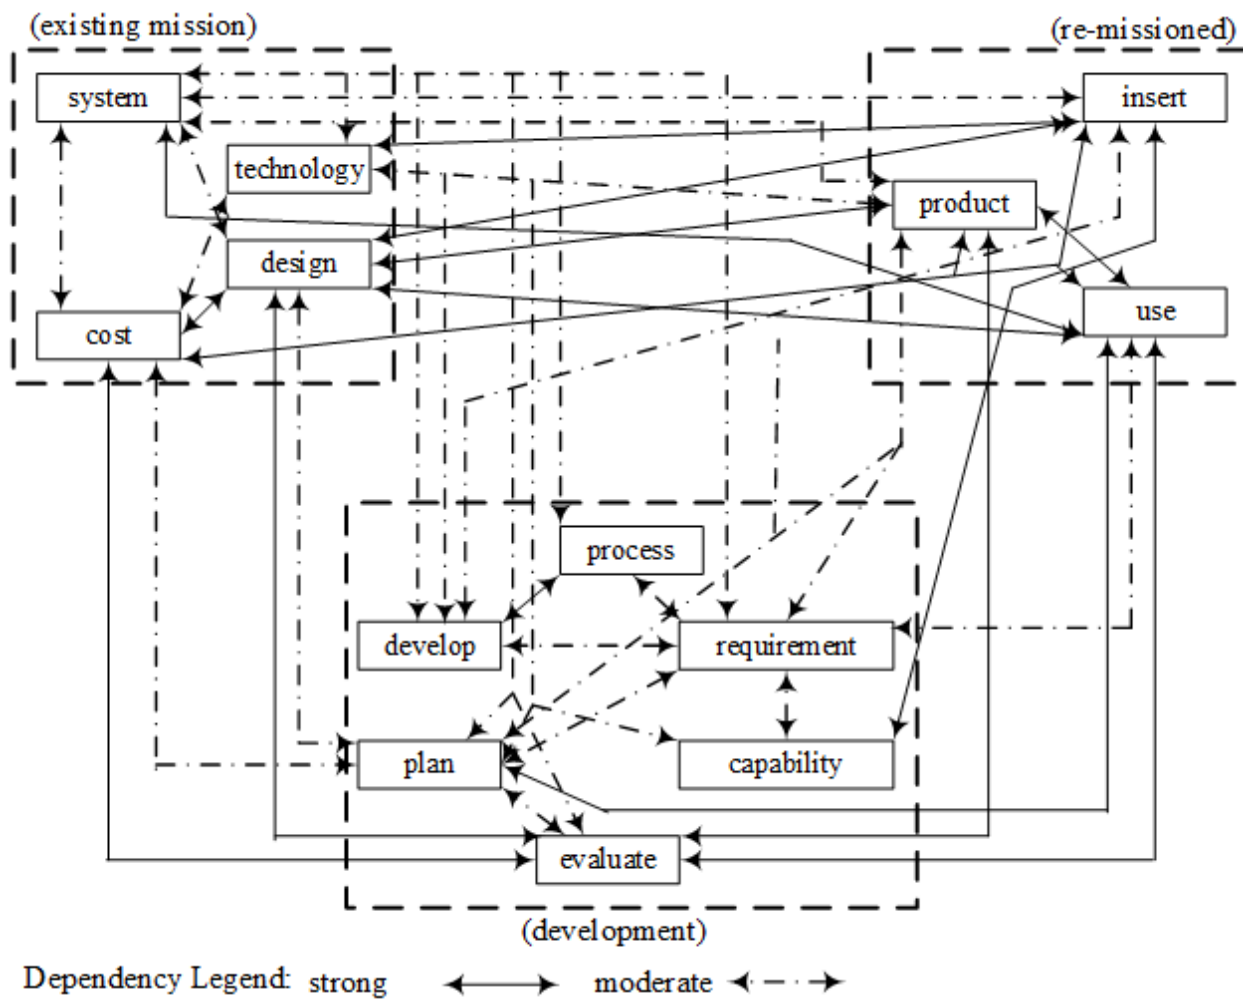 (existing mission)
(re-missioned)
system
insert
technology
product
design
use
cost
process
develop
requirement
plan
capability
evaluate
(development)
Dependency Legend: strong moderate